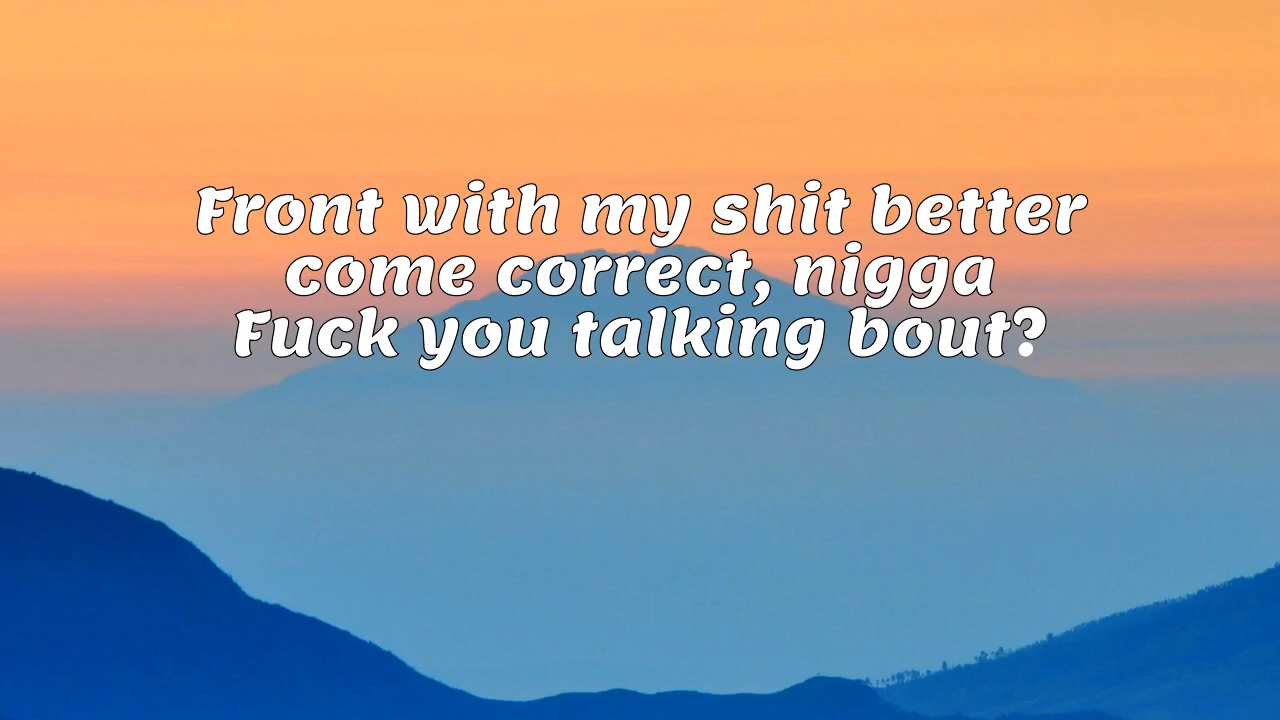 Front with my shit better
come correct, nigga
Fuck you talking bout?